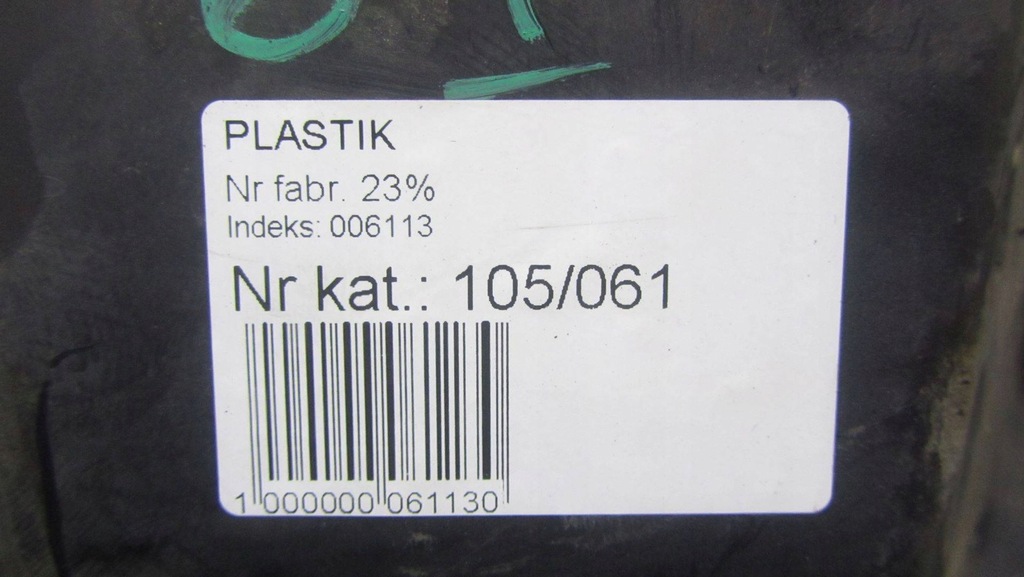 PLASTIK
Nr fabr. 23%
Indeks: 006113
Nr kat.: 105/061
1 000000 061130